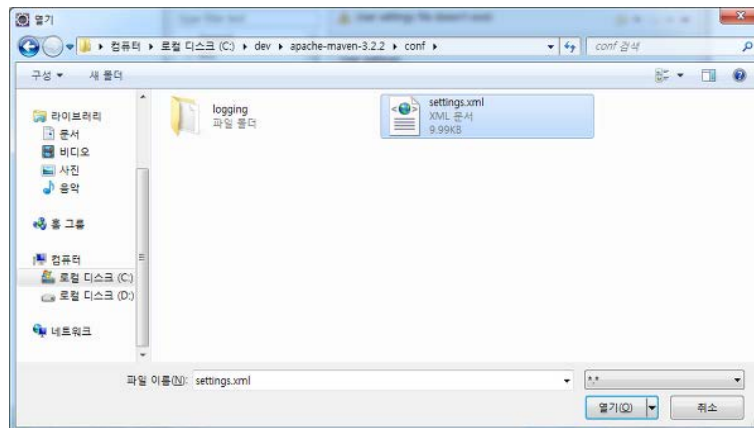 열기
컴퓨터 ▸ 로컬 디스크 (C:) ▸ dev ▸ apache-maven-3.2.2 ▸ conf ▸
conf 검색
구성
새 폴더
라이브러리
문서
비디오
사진
음악
홈 그룹
컴퓨터
로컬 디스크 (C:)
로컬 디스크 (D:)
네트워크
logging
파일 폴더
settings.xml
XML 문서
9.99KB
파일 이름(N): settings.xml
*.*
열기(O)
취소